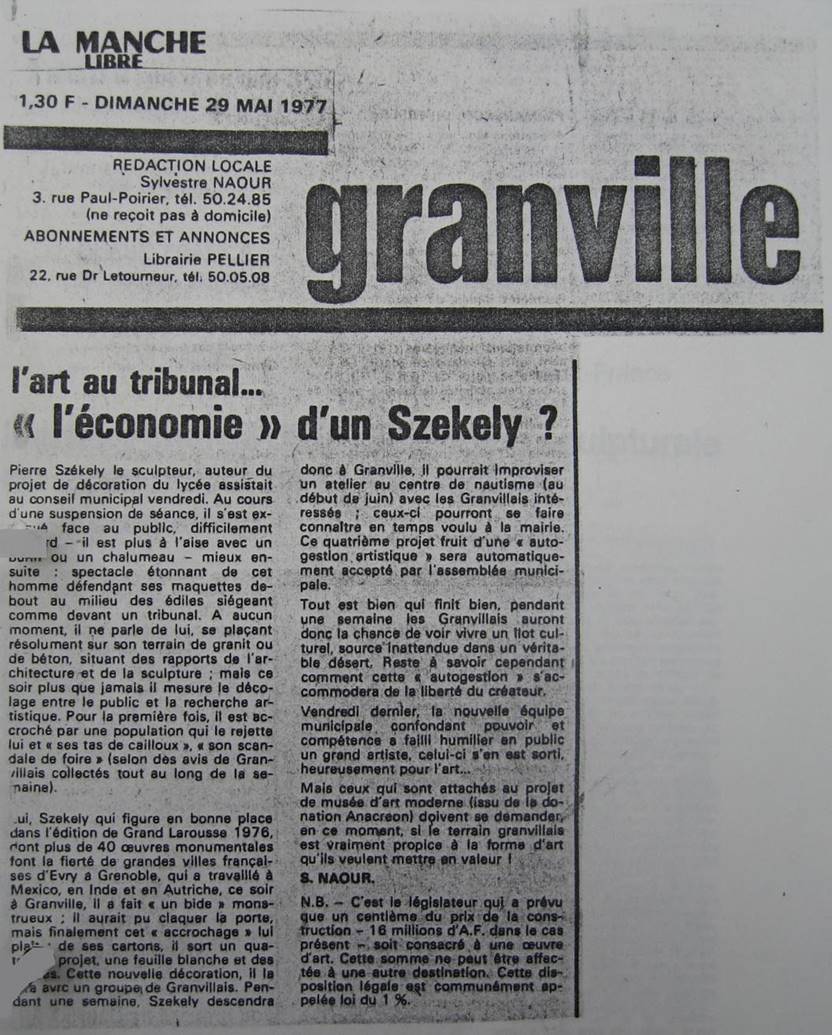 LA MANCHE
LIBRE
1,30 F - DIMANCHE 29 MAI 1977
REDACTION LOCALE
Sylvestre NAOUR
3. rue Paul-Poirier, tél. 50.24.85
(ne reçoit pas à domicile)
ABONNEMENTS ET ANNONCES
Librairie PELLIER
22, rue Dr Letourneur, tél. 50.05.08
granville
l'art au tribunal...
« l'économie » d'un Szekely ?
Pierre Székely le sculpteur, auteur du
projet de décoration du lycée assistait
au conseil municipal vendredi. Au cours
d'une suspension de séance, il s'est ex-
face au public, difficilement
rd - il est plus à l'aise avec un
ou un chalumeau - mieux en-
suite : spectacle étonnant de cet
homme défendant ses maquettes de-
bout au milieu des édiles siégeant
comme devant un tribunal. A aucun
moment, il ne parle de lui, se plaçant
résolument sur son terrain de granit ou
de béton, situant des rapports de l'ar-
chitecture et de la sculpture ; mais ce
soir plus que jamais il mesure le déco-
lage entre le public et la recherche ar-
tistique. Pour la première fois, il est ac-
croché par une population qui le rejette
lui et « ses tas de cailloux », « son scan-
dale de foire » (selon des avis de Gran-
villais collectés tout au long de la se-
maine).
ui, Szekely qui figure en bonne place
dans l'édition de Grand Larousse 1976,
dont plus de 40 œuvres monumentales
font la fierté de grandes villes françai-
ses d'Evry à Grenoble, qui a travaillé à
Mexico, en Inde et en Autriche, ce soir
à Granville, il a fait « un bide » mons-
trueux ; il aurait pu claquer la porte,
mais finalement cet « accrochage » lui
de ses cartons, il sort un qua-
projet, une feuille blanche et des
Cette nouvelle décoration, il la
avec un groupe de Granvillais. Pen-
dant une semaine, Szekely descendra
donc à Granville, il pourrait improviser
un atelier au centre de nautisme (au
début de juin) avec les Granvillais inté-
ressés ; ceux-ci pourront se faire
connaître en temps voulu à la mairie.
Ce quatrième projet fruit d'une « auto-
gestion artistique » sera automatique-
ment accepté par l'assemblée munici-
pale.
Tout est bien qui finit bien, pendant
une semaine les Granvillais auront
donc la chance de voir vivre un îlot cul-
turel, source inattendue dans un vérita-
ble désert. Reste à savoir cependant
comment cette « autogestion » s'ac-
commodera de la liberté du créateur.
Vendredi dernier, la nouvelle équipe
municipale confondant pouvoir et
compétence a failli humilier en public
un grand artiste, celui-ci s'en est sorti,
heureusement pour l'art...
Mais ceux qui sont attachés au projet
de musée d'art moderne (issu de la do-
nation Anacreon) doivent se demander,
en ce moment, si le terrain granvillais
est vraiment propice à la forme d'art
qu'ils veulent mettre en valeur !
S. NAOUR.
N.B. - C'est le législateur qui a prévu
que un centième du prix de la cons-
truction - 16 millions d'A.F. dans le cas
présent - soit consacré à une œuvre
d'art. Cette somme ne peut être affec-
tée à une autre destination. Cette dis-
position légale est communément ap-
pelée loi du 1 %.